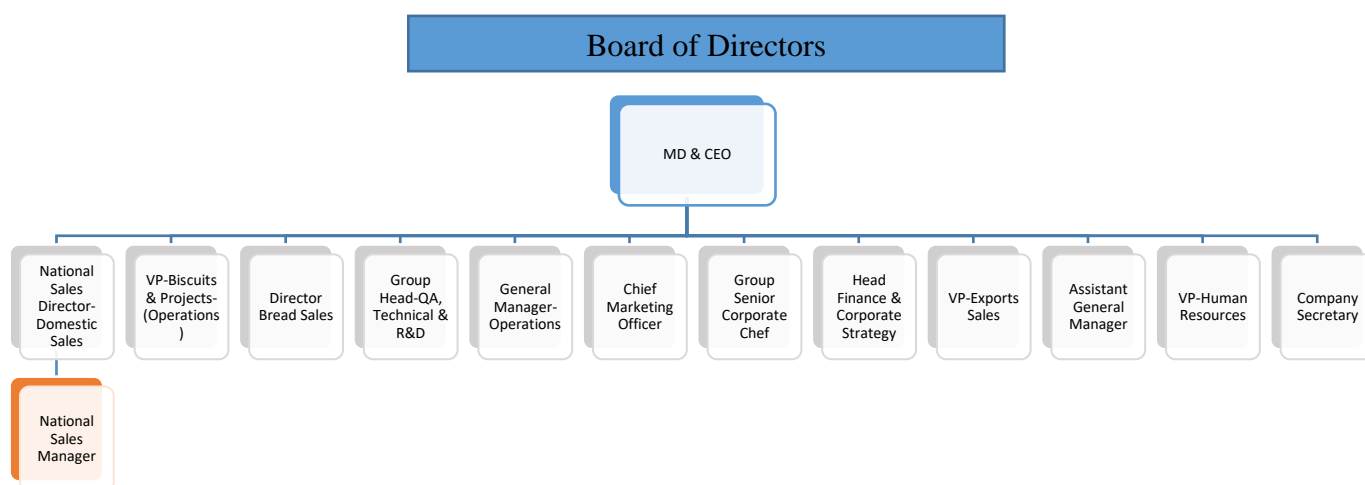 Board of Directors
MD & CEO
National
Sales
Director-
Domestic
Sales
VP-Biscuits
& Projects-
(Operations
)
Director
Bread Sales
Group
Head-QA,
Technical &
R&D
General
Manager-
Operations
Chief
Marketing
Officer
Group
Senior
Corporate
Chef
Head
Finance &
Corporate
Strategy
VP-Exports
Sales
Assistant
General
Manager
VP-Human
Resources
Company
Secretary
National
Sales
Manager